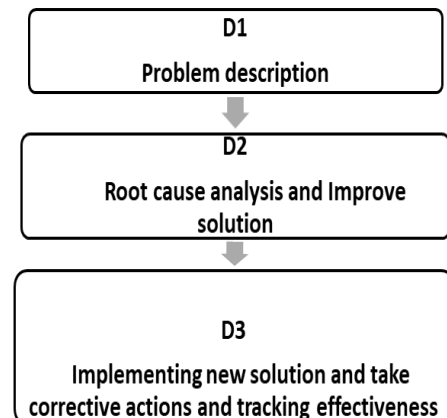 D1
Problem description
D2
Root cause analysis and Improve
solution
D3
Implementing new solution and take
corrective actions and tracking effectiveness